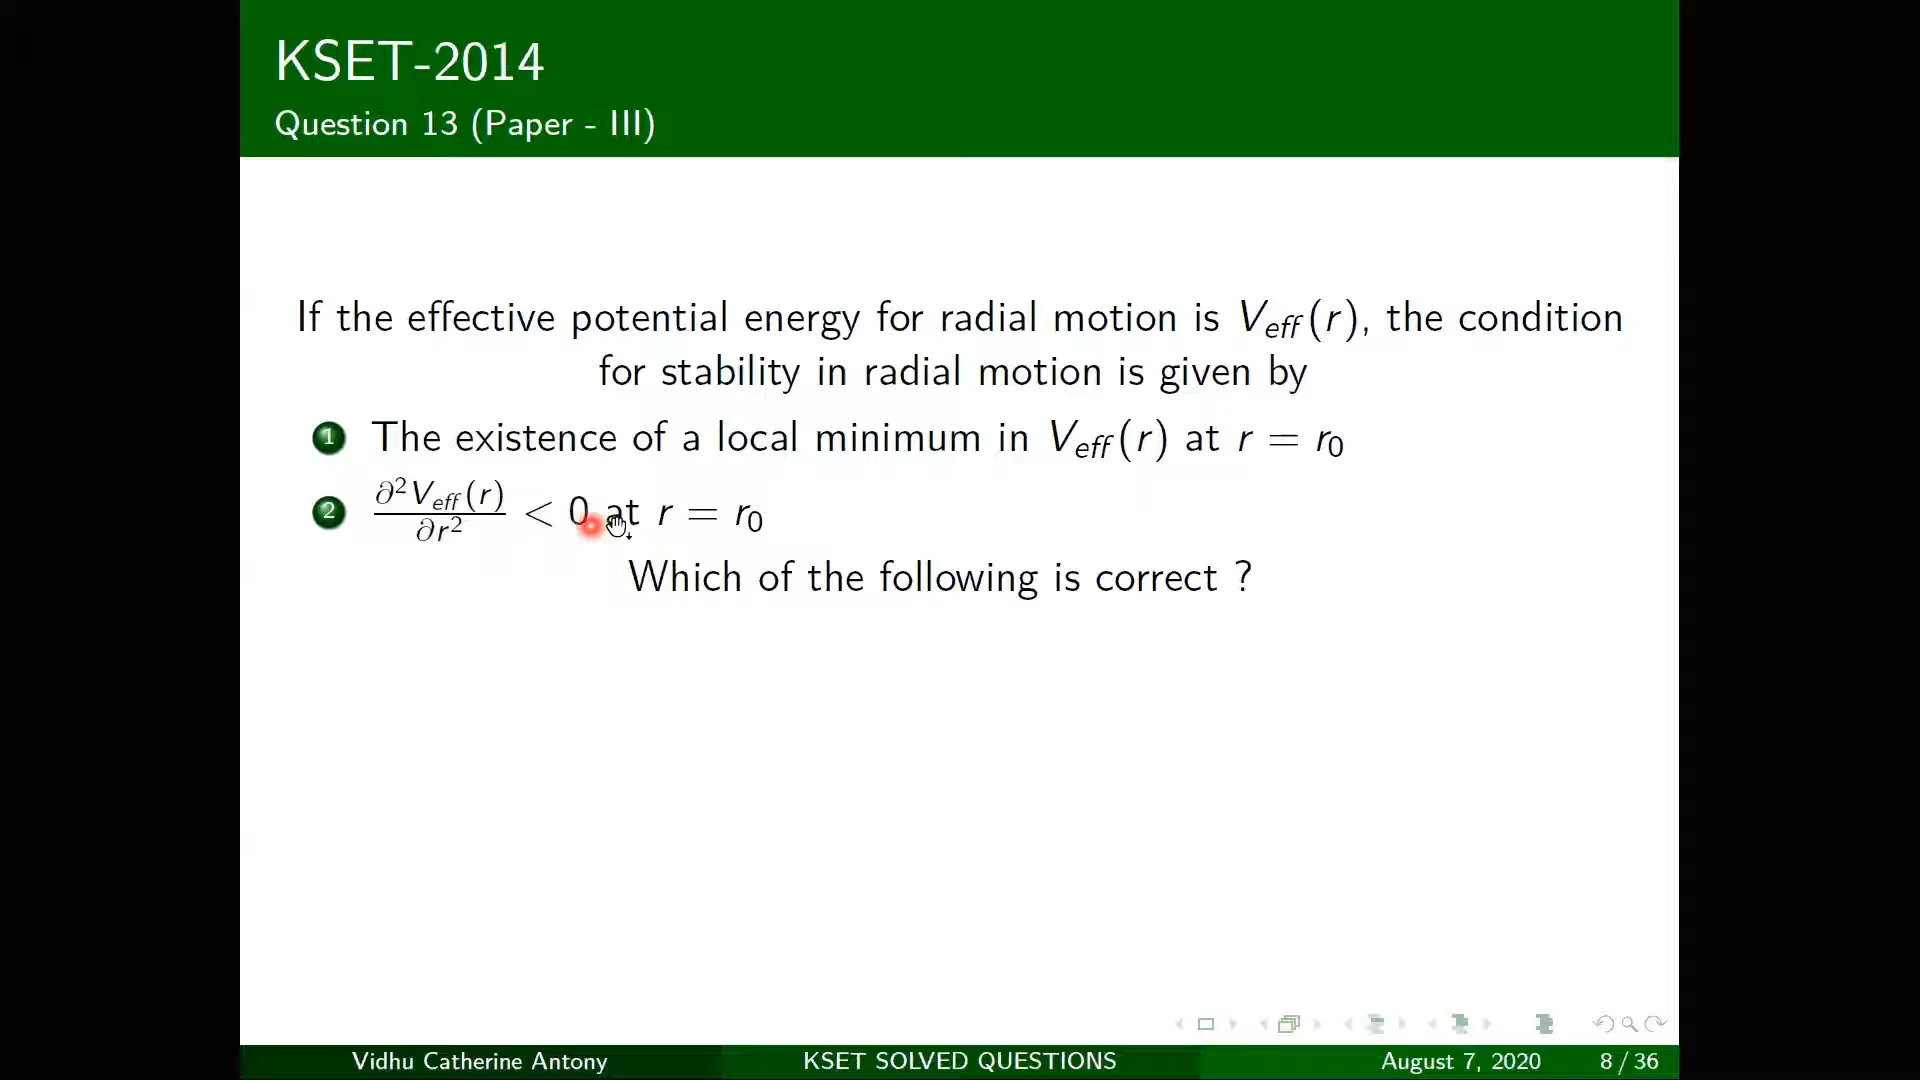 KSET-2014
Question 13 (Paper - III)
If the effective potential energy for radial motion is V_eff(r), the condition
for stability in radial motion is given by
1 The existence of a local minimum in V_eff(r) at r = r₀
2 ∂²V_eff(r)/∂r² < 0 at r = r₀
Which of the following is correct ?
Vidhu Catherine Antony KSET SOLVED QUESTIONS August 7, 2020 8 / 36